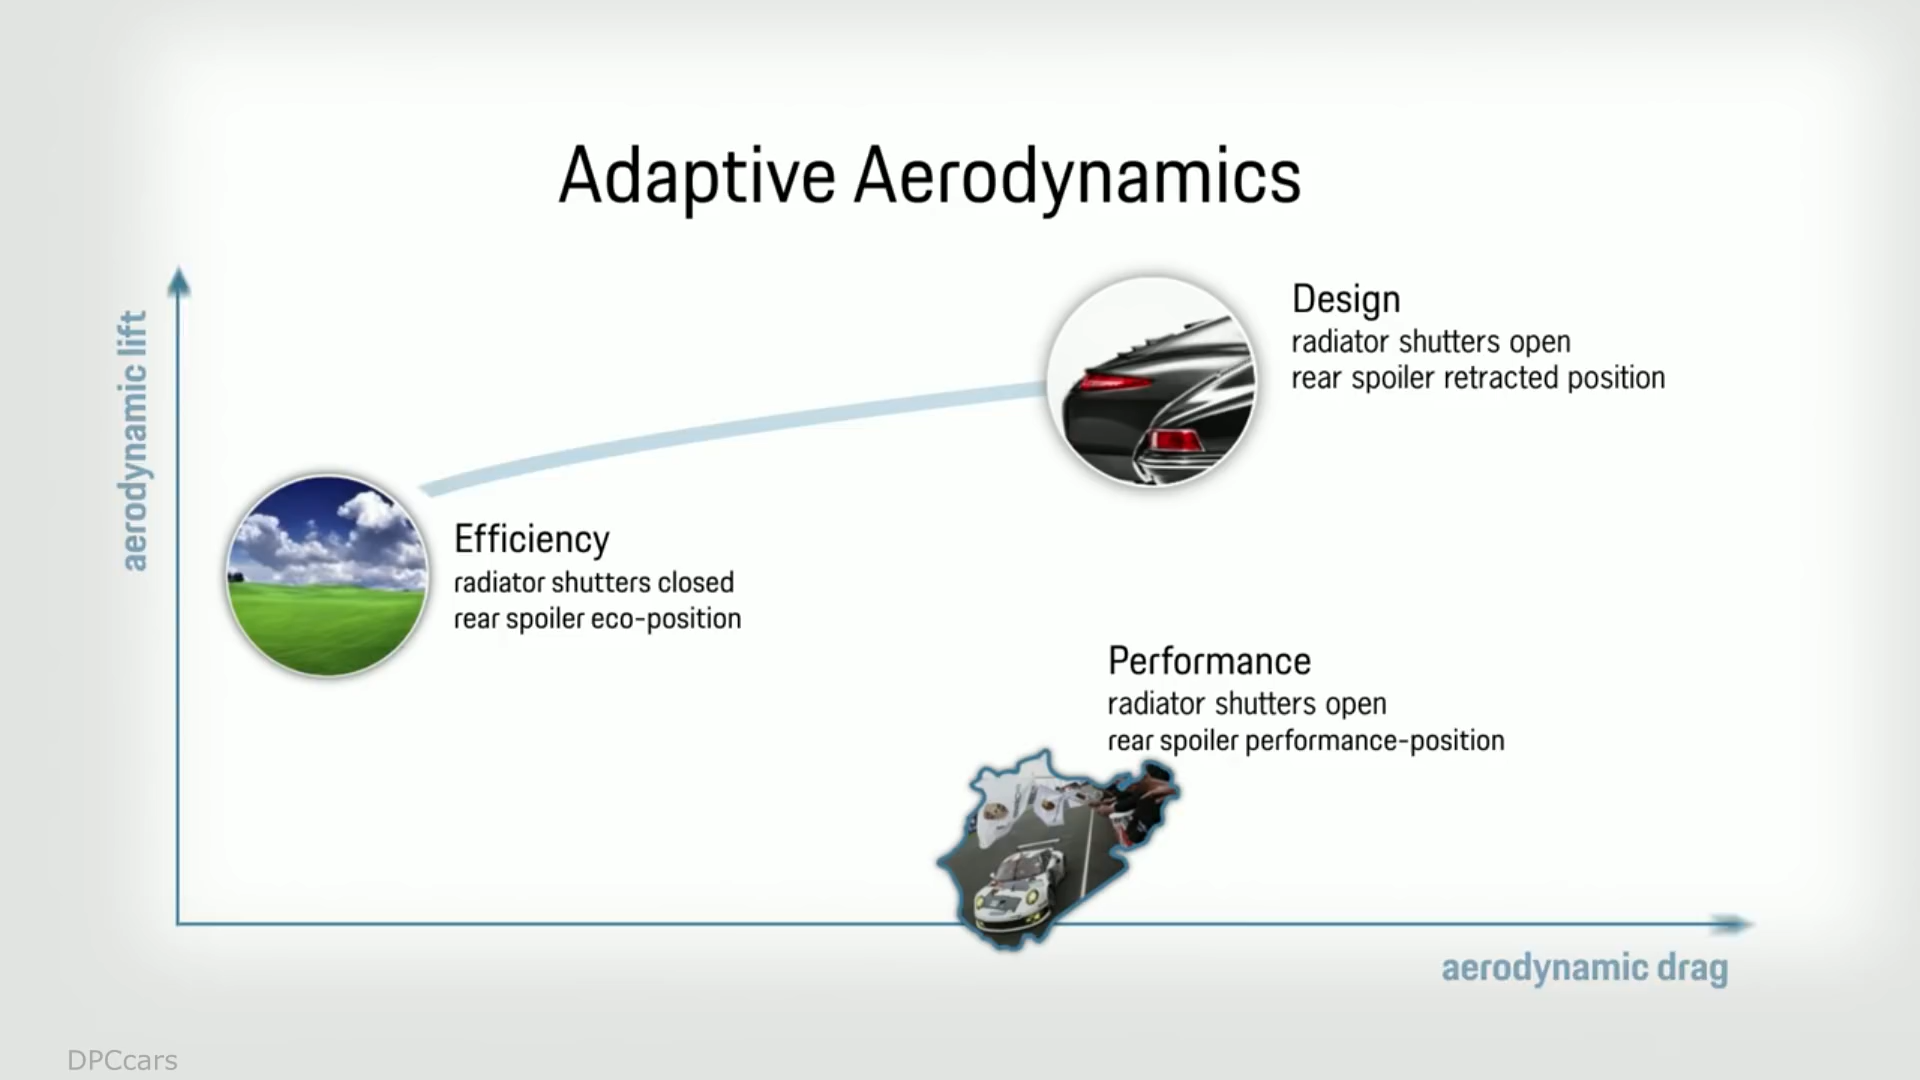 Adaptive Aerodynamics
aerodynamic lift
Design
radiator shutters open
rear spoiler retracted position
Efficiency
radiator shutters closed
rear spoiler eco-position
Performance
radiator shutters open
rear spoiler performance-position
aerodynamic drag
DPCcars